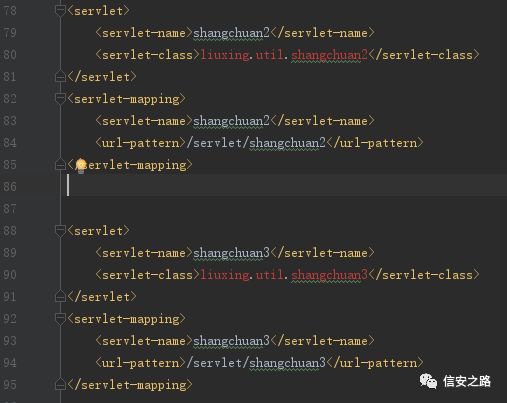 78 <servlet>
79 <servlet-name>shangchuan2</servlet-name>
80 <servlet-class>liuxing.util.shangchuan2</servlet-class>
81 </servlet>
82 <servlet-mapping>
83 <servlet-name>shangchuan2</servlet-name>
84 <url-pattern>/servlet/shangchuan2</url-pattern>
85 </servlet-mapping>
86
87
88 <servlet>
89 <servlet-name>shangchuan3</servlet-name>
90 <servlet-class>liuxing.util.shangchuan3</servlet-class>
91 </servlet>
92 <servlet-mapping>
93 <servlet-name>shangchuan3</servlet-name>
94 <url-pattern>/servlet/shangchuan3</url-pattern>
95 </servlet-mapping>
信安之路